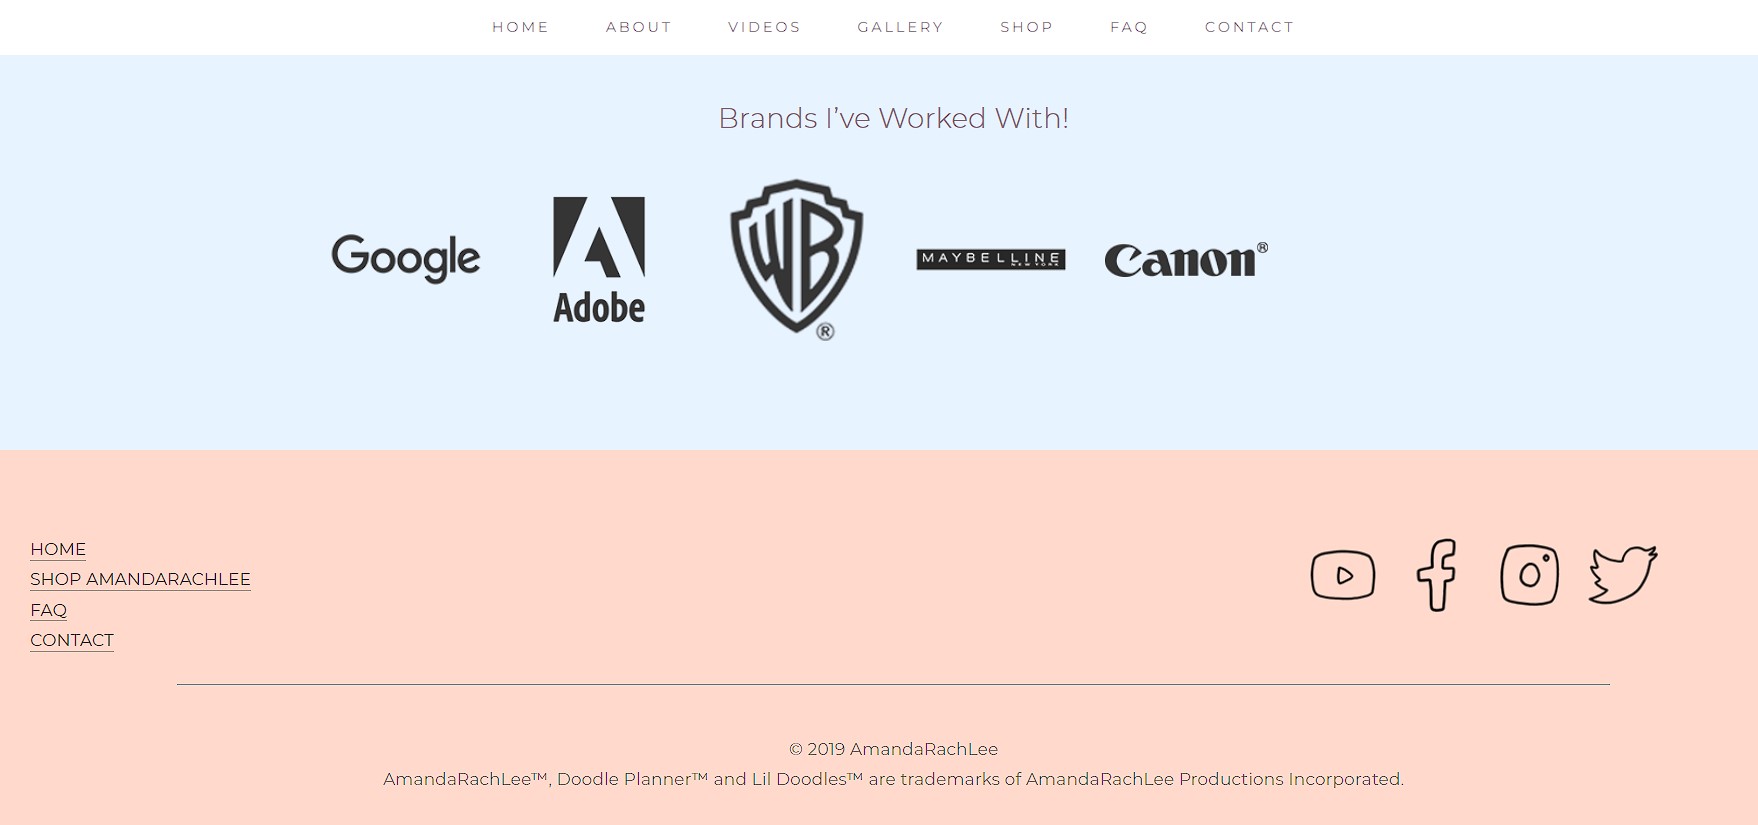 HOME ABOUT VIDEOS GALLERY SHOP FAQ CONTACT
Brands I’ve Worked With!
Google
Adobe
WB
®
MAYBELLINE
NEW YORK
Canon®
HOME
SHOP AMANDARACHLEE
FAQ
CONTACT
© 2019 AmandaRachLee
AmandaRachLee™, Doodle Planner™ and Lil Doodles™ are trademarks of AmandaRachLee Productions Incorporated.